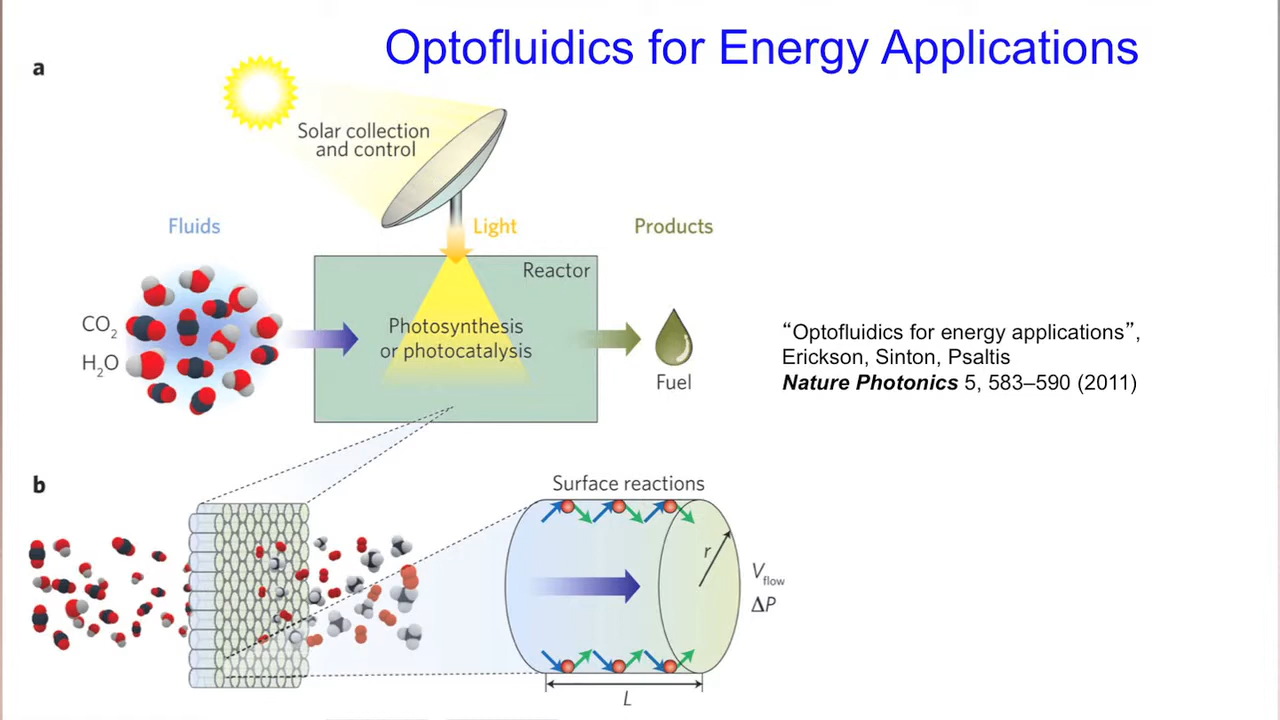 Optofluidics for Energy Applications
a
Solar collection
and control
Fluids
Light
Products
Reactor
CO₂
H₂O
Photosynthesis
or photocatalysis
Fuel
“Optofluidics for energy applications”,
Erickson, Sinton, Psaltis
Nature Photonics 5, 583–590 (2011)
b
Surface reactions
r
V_flow
ΔP
L